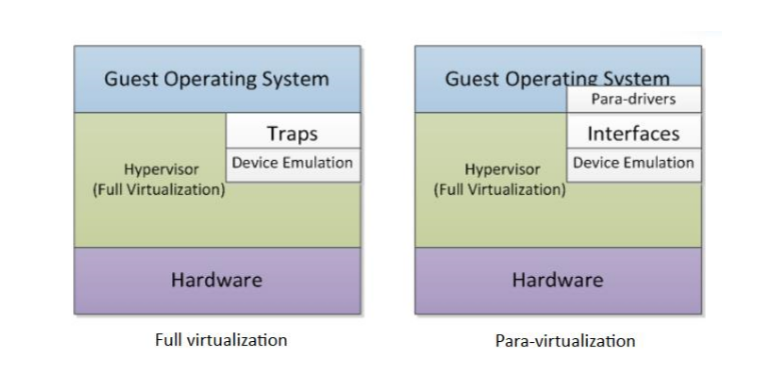 Guest Operating System
Traps
Device Emulation
Hypervisor
(Full Virtualization)
Hardware
Full virtualization
Guest Operating System
Para-drivers
Interfaces
Device Emulation
Hypervisor
(Full Virtualization)
Hardware
Para-virtualization